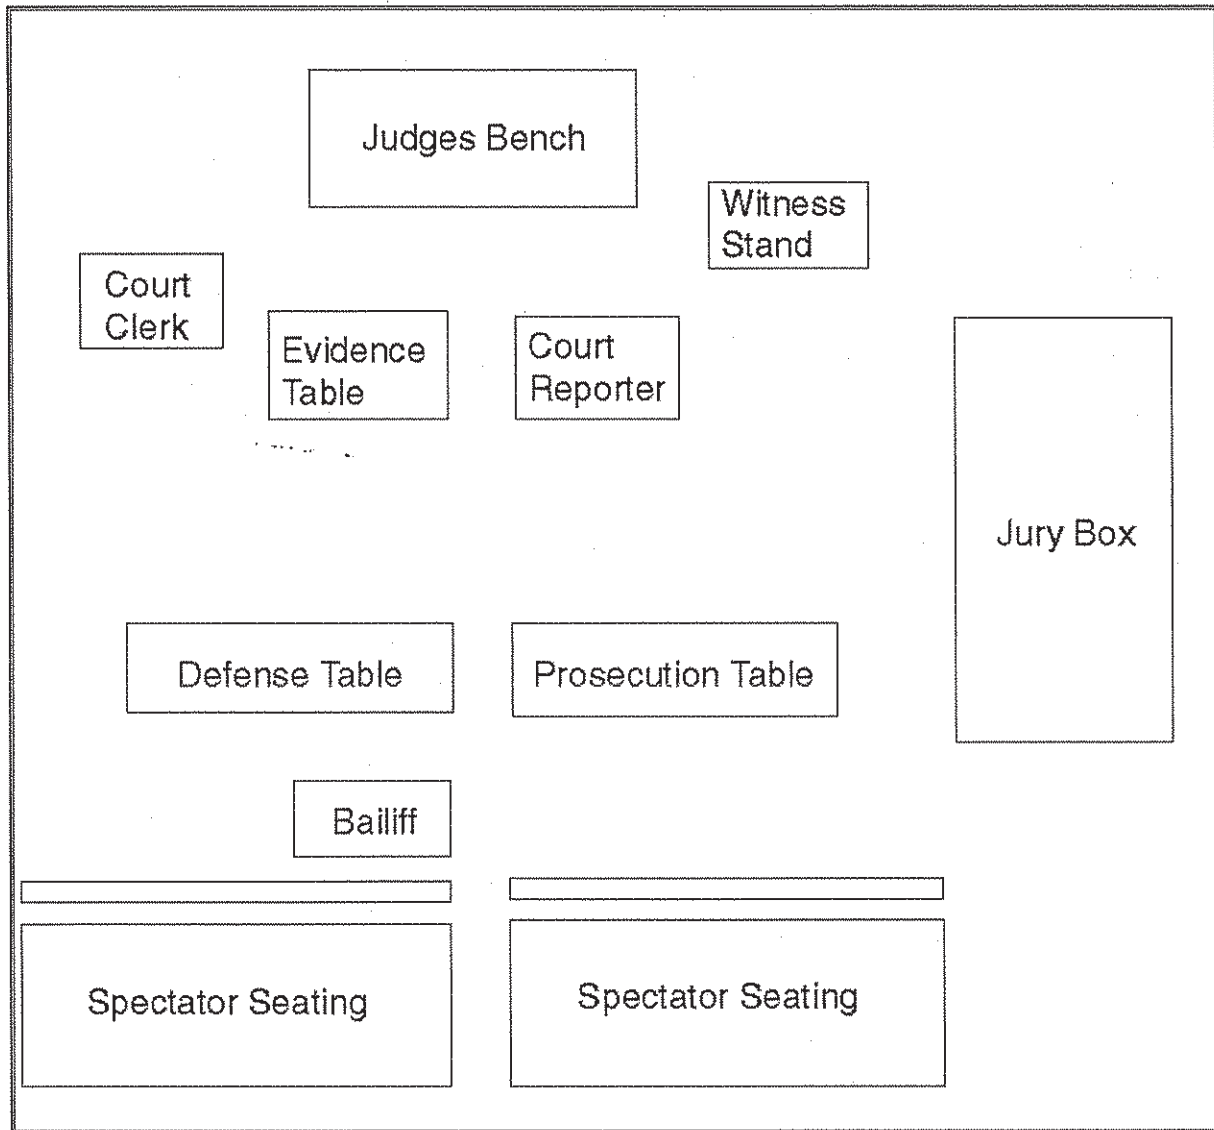 Judges Bench
Witness
Stand
Court
Clerk
Evidence
Table
Court
Reporter
Jury Box
Defense Table
Prosecution Table
Bailiff
Spectator Seating
Spectator Seating